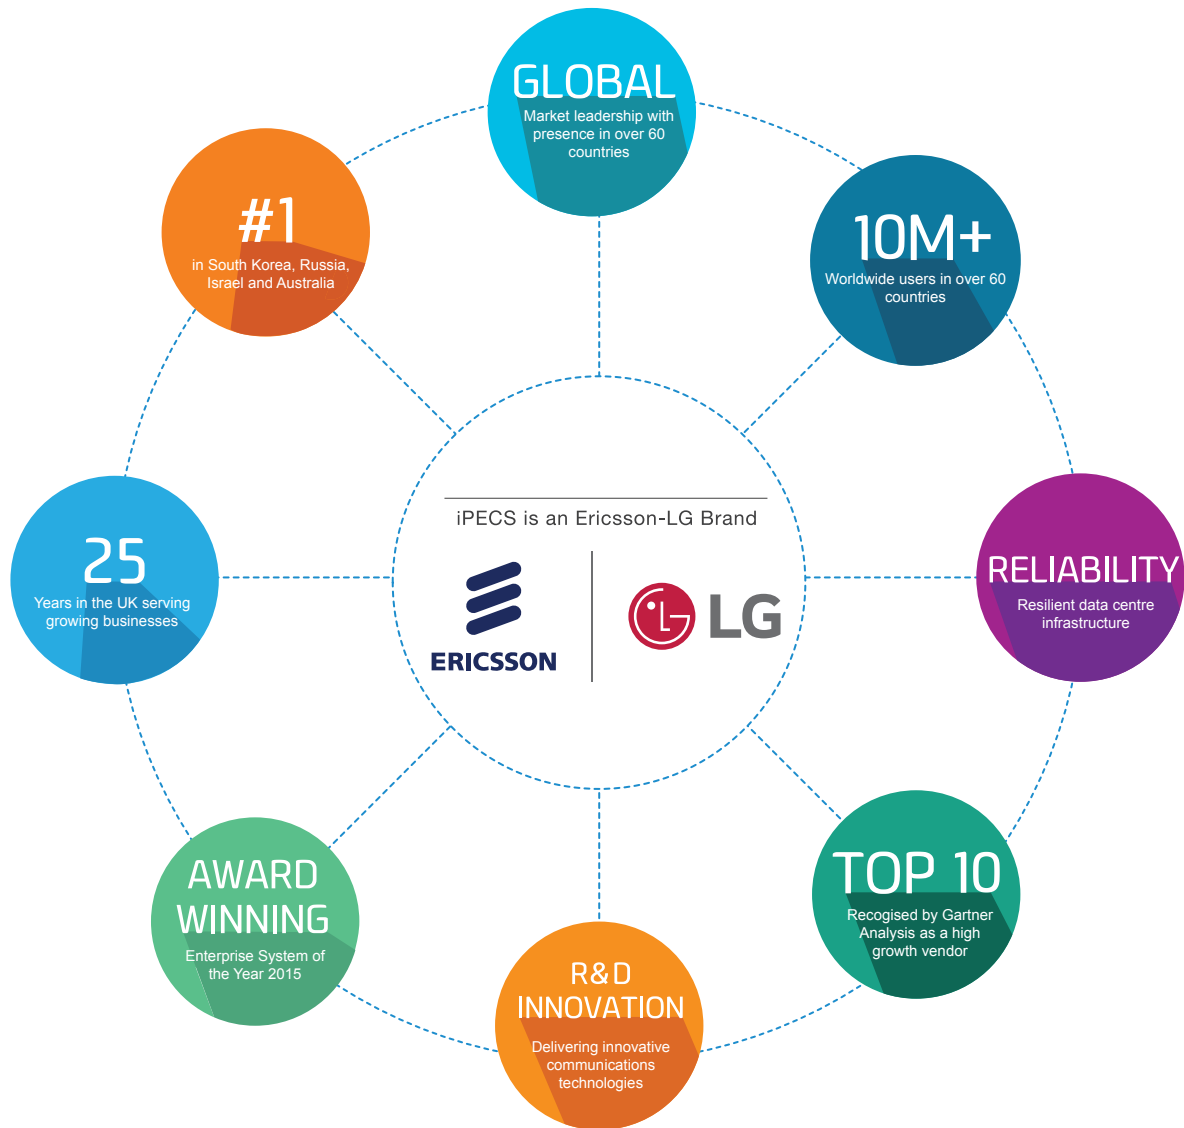 GLOBAL
Market leadership with
presence in over 60
countries
10M+
Worldwide users in over 60
countries
RELIABILITY
Resilient data centre
infrastructure
TOP 10
Recogised by Gartner
Analysis as a high
growth vendor
R&D
INNOVATION
Delivering innovative
communications
technologies
AWARD
WINNING
Enterprise System of
the Year 2015
25
Years in the UK serving
growing businesses
#1
in South Korea, Russia,
Israel and Australia
iPECS is an Ericsson-LG Brand
ERICSSON
LG